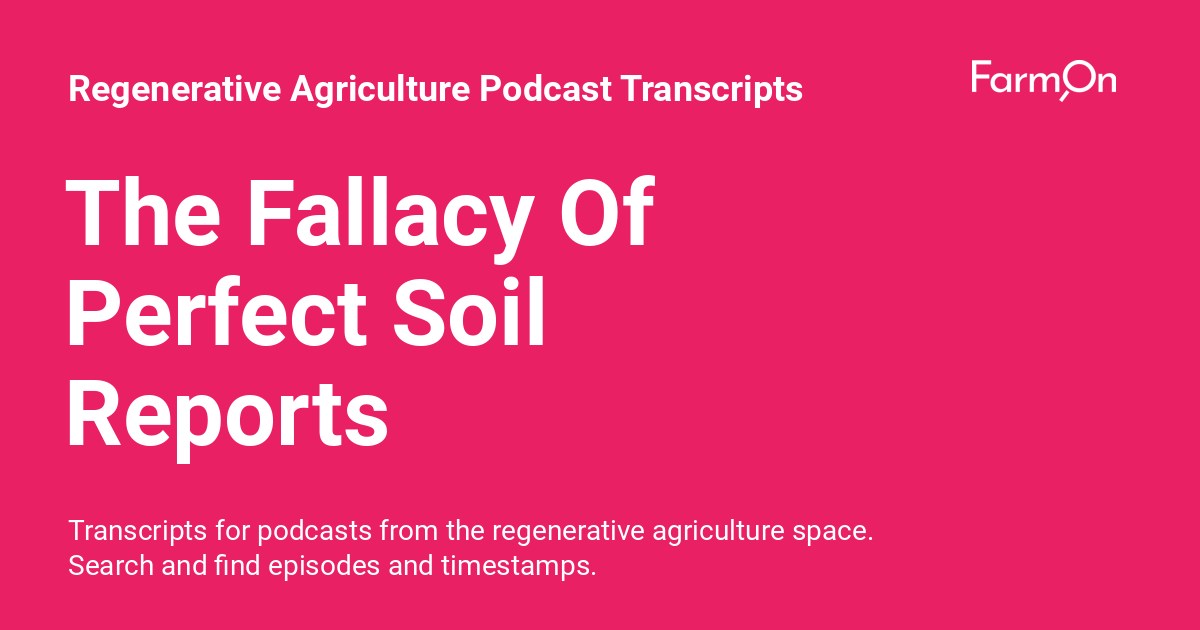 Regenerative Agriculture Podcast Transcripts
FarmOn
The Fallacy Of
Perfect Soil
Reports
Transcripts for podcasts from the regenerative agriculture space.
Search and find episodes and timestamps.